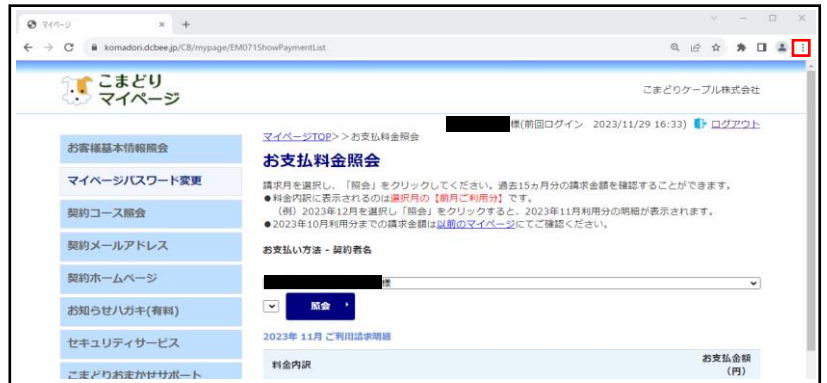 マイページ
komadori.dcbee.jp/CB/mypage/EM071ShowPaymentList
こまどり
マイページ
こまどりケーブル株式会社
様(前回ログイン 2023/11/29 16:33) ログアウト
マイページTOP>>お支払料金照会
お支払料金照会
請求月を選択し、「照会」をクリックしてください。過去15ヵ月分の請求金額を確認することができます。
●料金内訳に表示されるのは選択月の【前月ご利用分】です。
（例）2023年12月を選択し「照会」をクリックすると、2023年11月利用分の明細が表示されます。
●2023年10月利用分までの請求金額は以前のマイページにてご確認ください。
お支払い方法 - 契約者名
様
照会
2023年 11月 ご利用請求明細
料金内訳
お支払金額
（円）
お客様基本情報照会
マイページパスワード変更
契約コース照会
契約メールアドレス
契約ホームページ
お知らせハガキ(有料)
セキュリティサービス
こまどりおまかせサポート